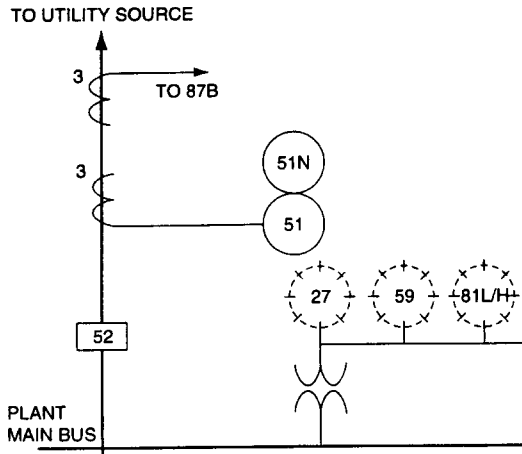 TO UTILITY SOURCE
3
TO 87B
3
51N
51
27
59
81L/H
52
PLANT
MAIN BUS